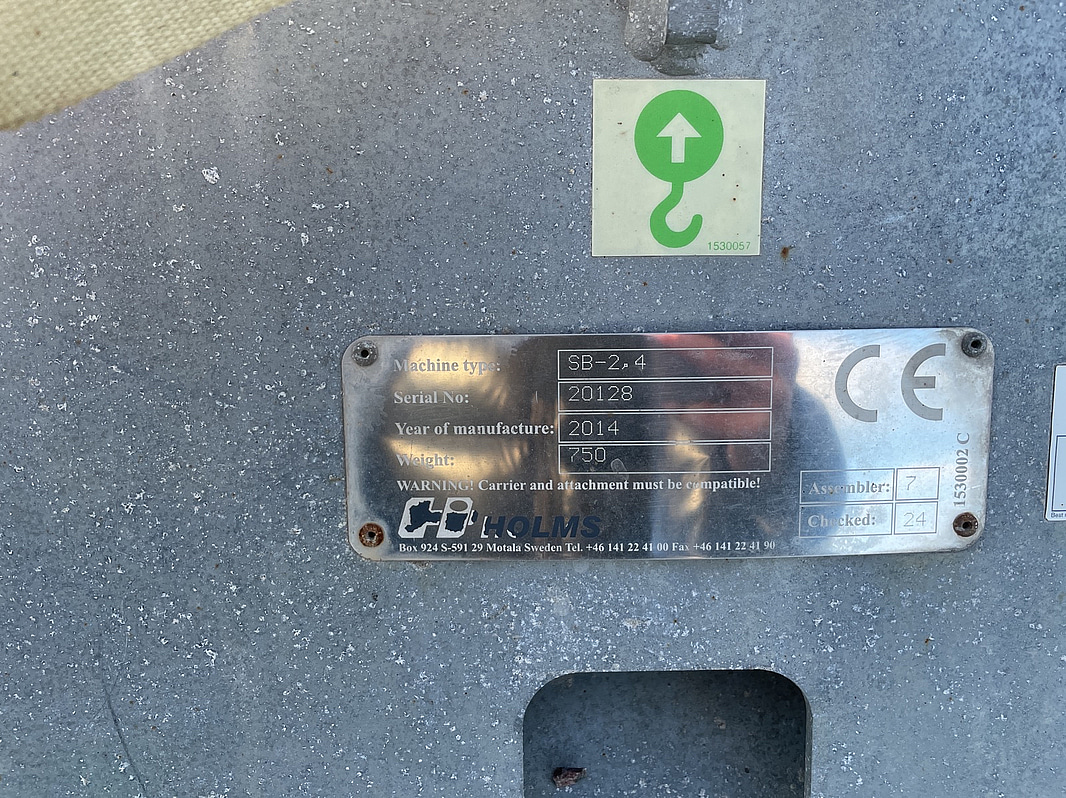 1530057
Machine type: SB-2.4
Serial No: 20128
Year of manufacture: 2014
Weight: 750
WARNING! Carrier and attachment must be compatible!
HOLMS
Box 924 S-591 29 Motala Sweden Tel. +46 141 22 41 00 Fax +46 141 22 41 90
CE
Assembler: 7
Checked: 24
1530002 C